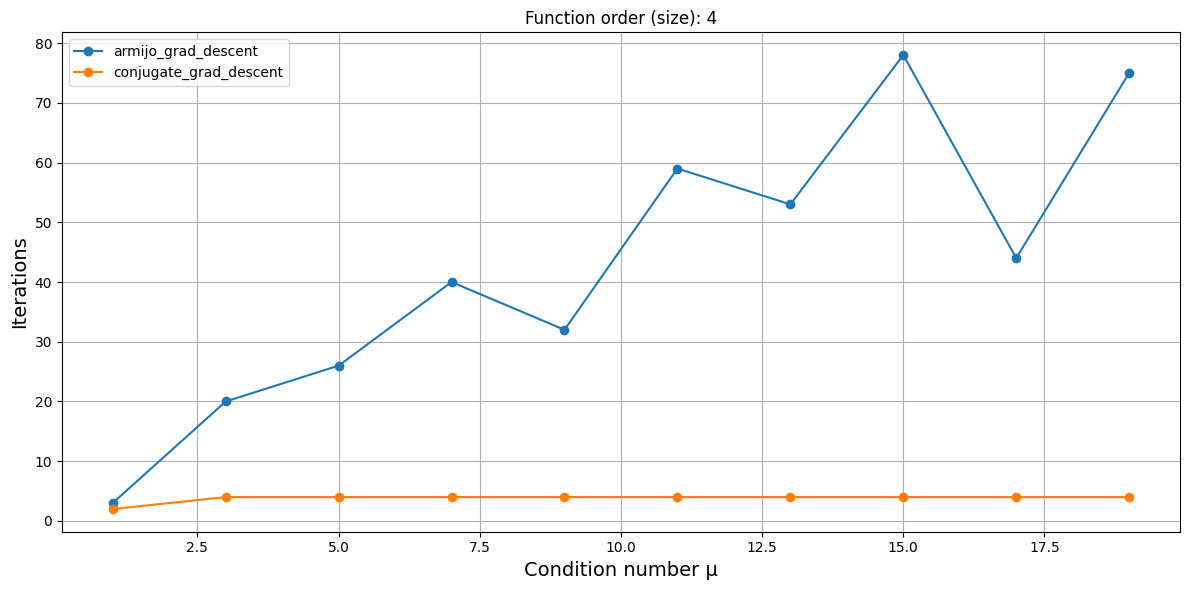 Function order (size): 4
armijo_grad_descent
conjugate_grad_descent
80
70
60
50
40
30
20
10
0
Iterations
2.5 5.0 7.5 10.0 12.5 15.0 17.5
Condition number μ